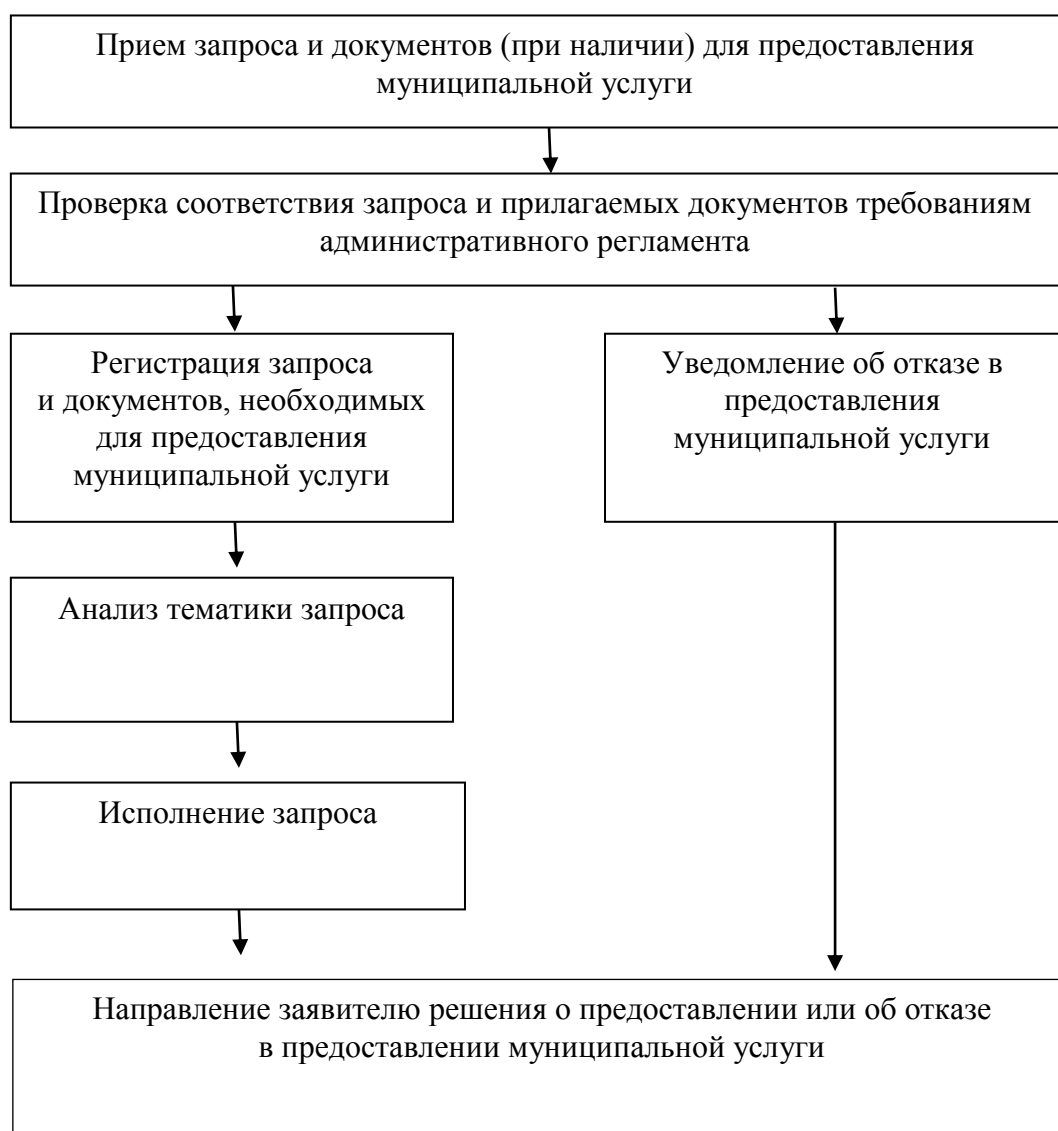 Прием запроса и документов (при наличии) для предоставления
муниципальной услуги
Проверка соответствия запроса и прилагаемых документов требованиям
административного регламента
Регистрация запроса
и документов, необходимых
для предоставления
муниципальной услуги
Уведомление об отказе в
предоставления
муниципальной услуги
Анализ тематики запроса
Исполнение запроса
Направление заявителю решения о предоставлении или об отказе
в предоставлении муниципальной услуги